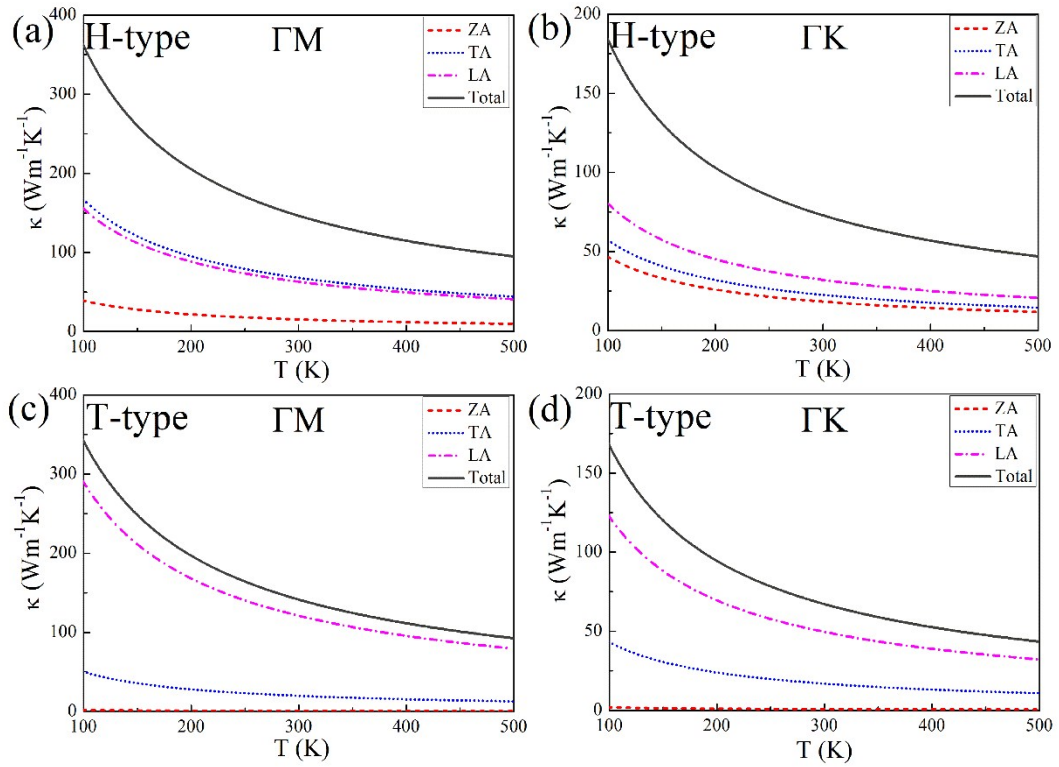 (a)
H-type
ΓM
ZA
TA
LA
Total
κ (Wm⁻¹K⁻¹)
400
300
200
100
0
100
200
300
400
500
T (K)
(b)
H-type
ΓK
ZA
TA
LA
Total
κ (Wm⁻¹K⁻¹)
200
150
100
50
0
100
200
300
400
500
T (K)
(c)
T-type
ΓM
ZA
TA
LA
Total
κ (Wm⁻¹K⁻¹)
400
300
200
100
0
100
200
300
400
500
T (K)
(d)
T-type
ΓK
ZA
TA
LA
Total
κ (Wm⁻¹K⁻¹)
200
150
100
50
0
100
200
300
400
500
T (K)